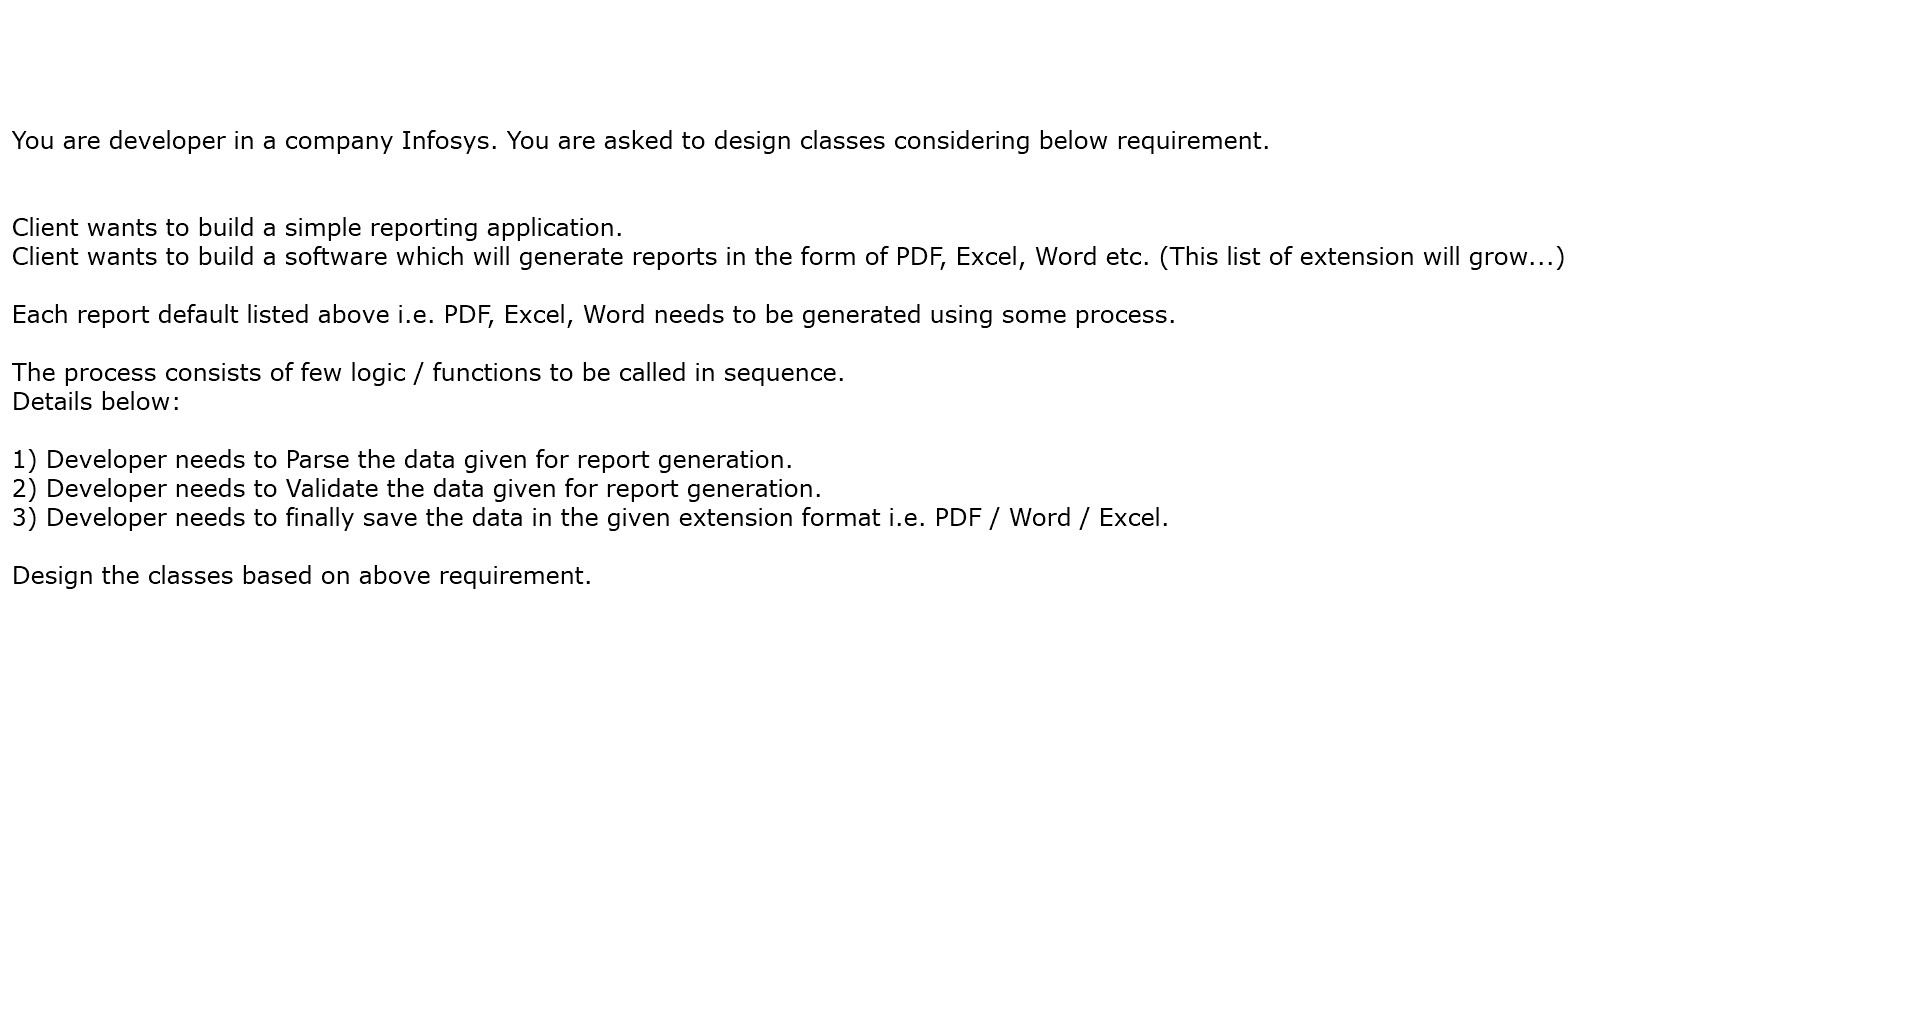 You are developer in a company Infosys. You are asked to design classes considering below requirement.
Client wants to build a simple reporting application.
Client wants to build a software which will generate reports in the form of PDF, Excel, Word etc. (This list of extension will grow...)
Each report default listed above i.e. PDF, Excel, Word needs to be generated using some process.
The process consists of few logic / functions to be called in sequence.
Details below:
1) Developer needs to Parse the data given for report generation.
2) Developer needs to Validate the data given for report generation.
3) Developer needs to finally save the data in the given extension format i.e. PDF / Word / Excel.
Design the classes based on above requirement.